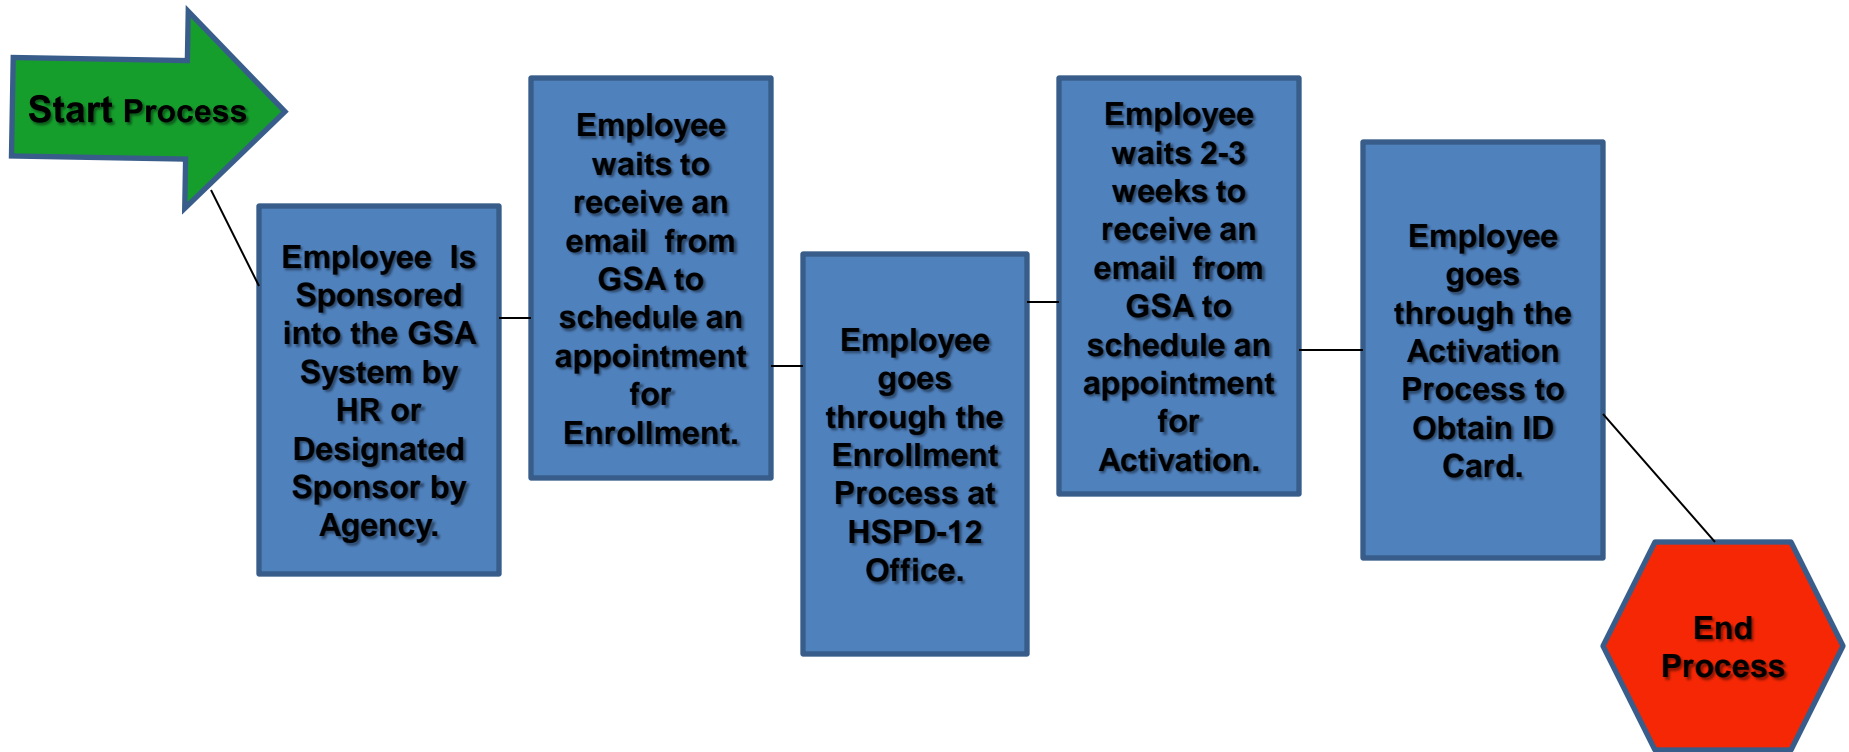 Start Process
Employee  Is
Sponsored
into the GSA
System by
HR or
Designated
Sponsor by
Agency.
Employee
waits to
receive an
email  from
GSA to
schedule an
appointment
for
Enrollment.
Employee
goes
through the
Enrollment
Process at
HSPD-12
Office.
Employee
waits 2-3
weeks to
receive an
email  from
GSA to
schedule an
appointment
for
Activation.
Employee
goes
through the
Activation
Process to
Obtain ID
Card.
End
Process